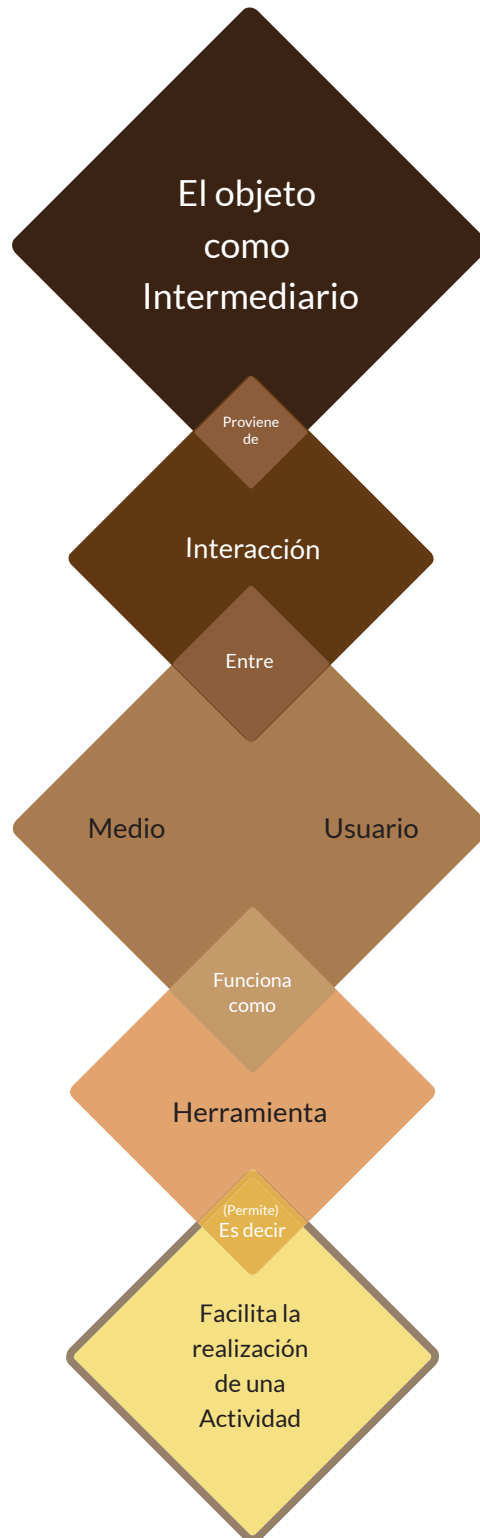 El objeto
como
Intermediario
Proviene
de
Interacción
Entre
Medio Usuario
Funciona
como
Herramienta
(Permite)
Es decir
Facilita la
realización
de una
Actividad